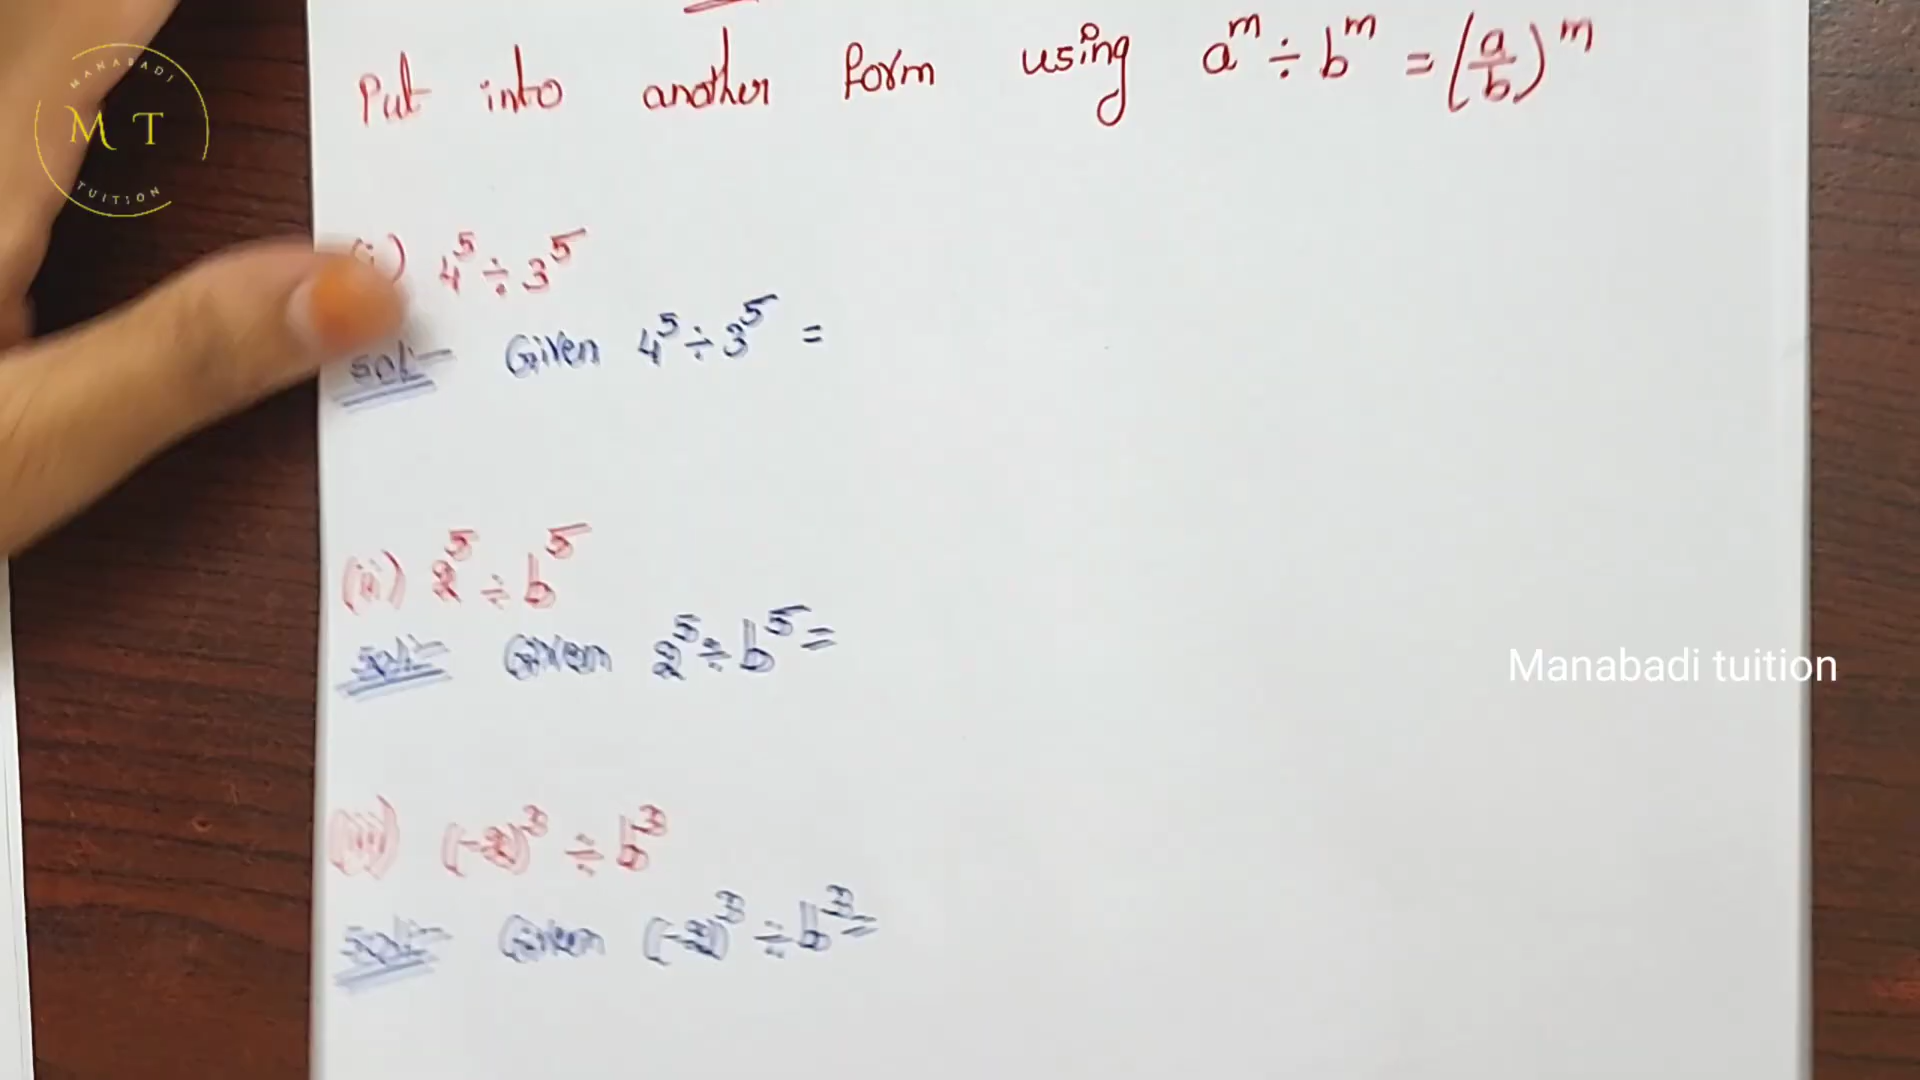 Put into another form using a^m ÷ b^m = (a/b)^m
MANABADI
M T
TUITION
(i) 4^5 ÷ 3^5
Sol:- Given 4^5 ÷ 3^5 =
(ii) 2^5 ÷ b^5
Sol:- Given 2^5 ÷ b^5 =
Manabadi tuition
(iii) (-2)^3 ÷ b^3
Sol:- Given (-2)^3 ÷ b^3 =